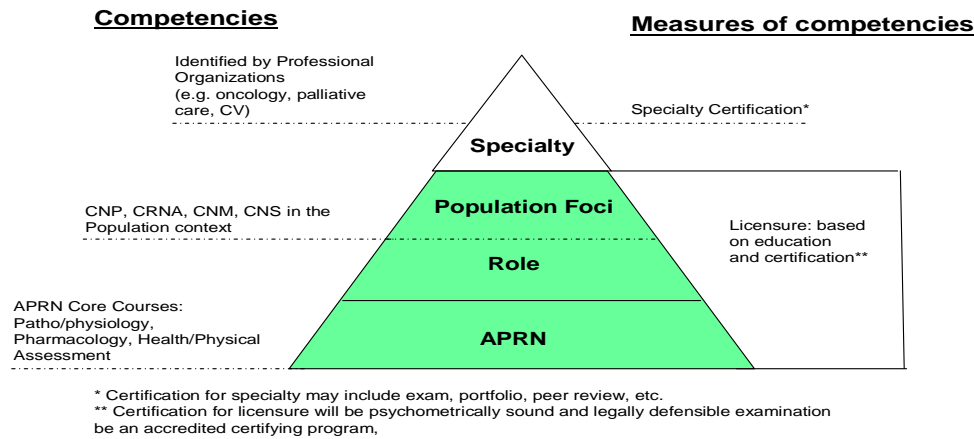 Competencies
Measures of competencies
Identified by Professional
Organizations
(e.g. oncology, palliative
care, CV)
Specialty Certification*
Specialty
CNP, CRNA, CNM, CNS in the
Population context
Population Foci
Licensure: based
on education
and certification**
Role
APRN Core Courses:
Patho/physiology,
Pharmacology, Health/Physical
Assessment
APRN
* Certification for specialty may include exam, portfolio, peer review, etc.
** Certification for licensure will be psychometrically sound and legally defensible examination
be an accredited certifying program,